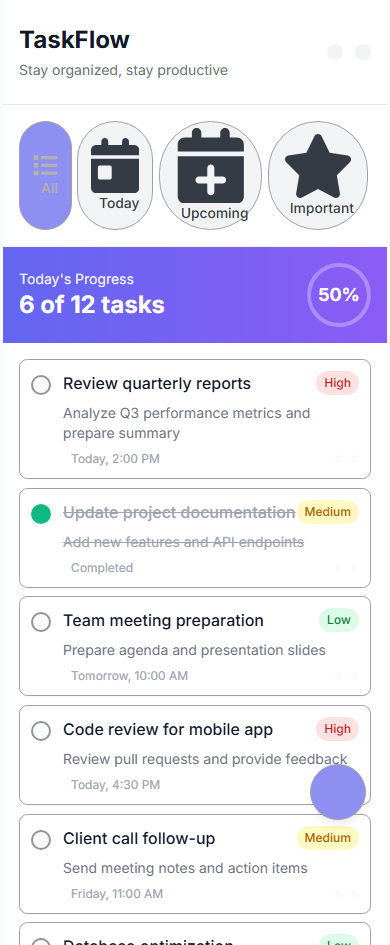 TaskFlow
Stay organized, stay productive
All
Today
Upcoming
Important
Today's Progress
6 of 12 tasks
50%
Review quarterly reports
High
Analyze Q3 performance metrics and
prepare summary
Today, 2:00 PM
Update project documentation
Medium
Add new features and API endpoints
Completed
Team meeting preparation
Low
Prepare agenda and presentation slides
Tomorrow, 10:00 AM
Code review for mobile app
High
Review pull requests and provide feedback
Today, 4:30 PM
Client call follow-up
Medium
Send meeting notes and action items
Friday, 11:00 AM
Database optimization
Low